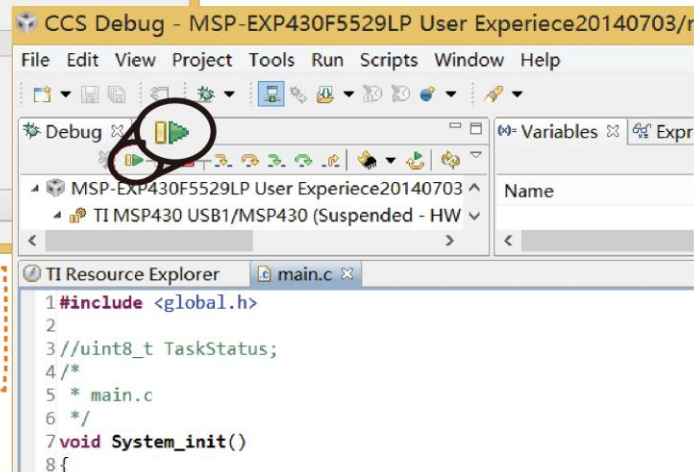 CCS Debug - MSP-EXP430F5529LP User Experiece20140703/
File Edit View Project Tools Run Scripts Window Help
Debug
Variables Expr
MSP-EXP430F5529LP User Experiece20140703
Name
TI MSP430 USB1/MSP430 (Suspended - HW
TI Resource Explorer main.c
1 #include <global.h>
2
3 //uint8_t TaskStatus;
4 /*
5 * main.c
6 */
7 void System_init()
8 {